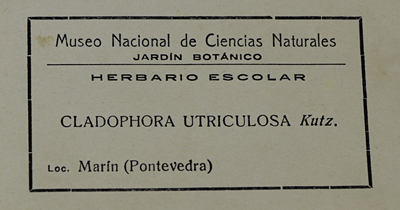 Museo Nacional de Ciencias Naturales
JARDÍN BOTÁNICO
HERBARIO ESCOLAR
CLADOPHORA UTRICULOSA Kutz.
Loc. Marín (Pontevedra)